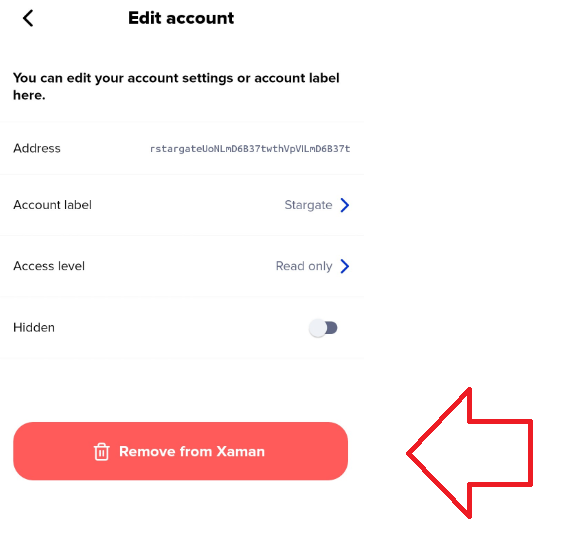 Edit account
You can edit your account settings or account label
here.
Address rstargateUoNLmD6B37twthVpVILmD6B37t
Account label Stargate
Access level Read only
Hidden
Remove from Xaman